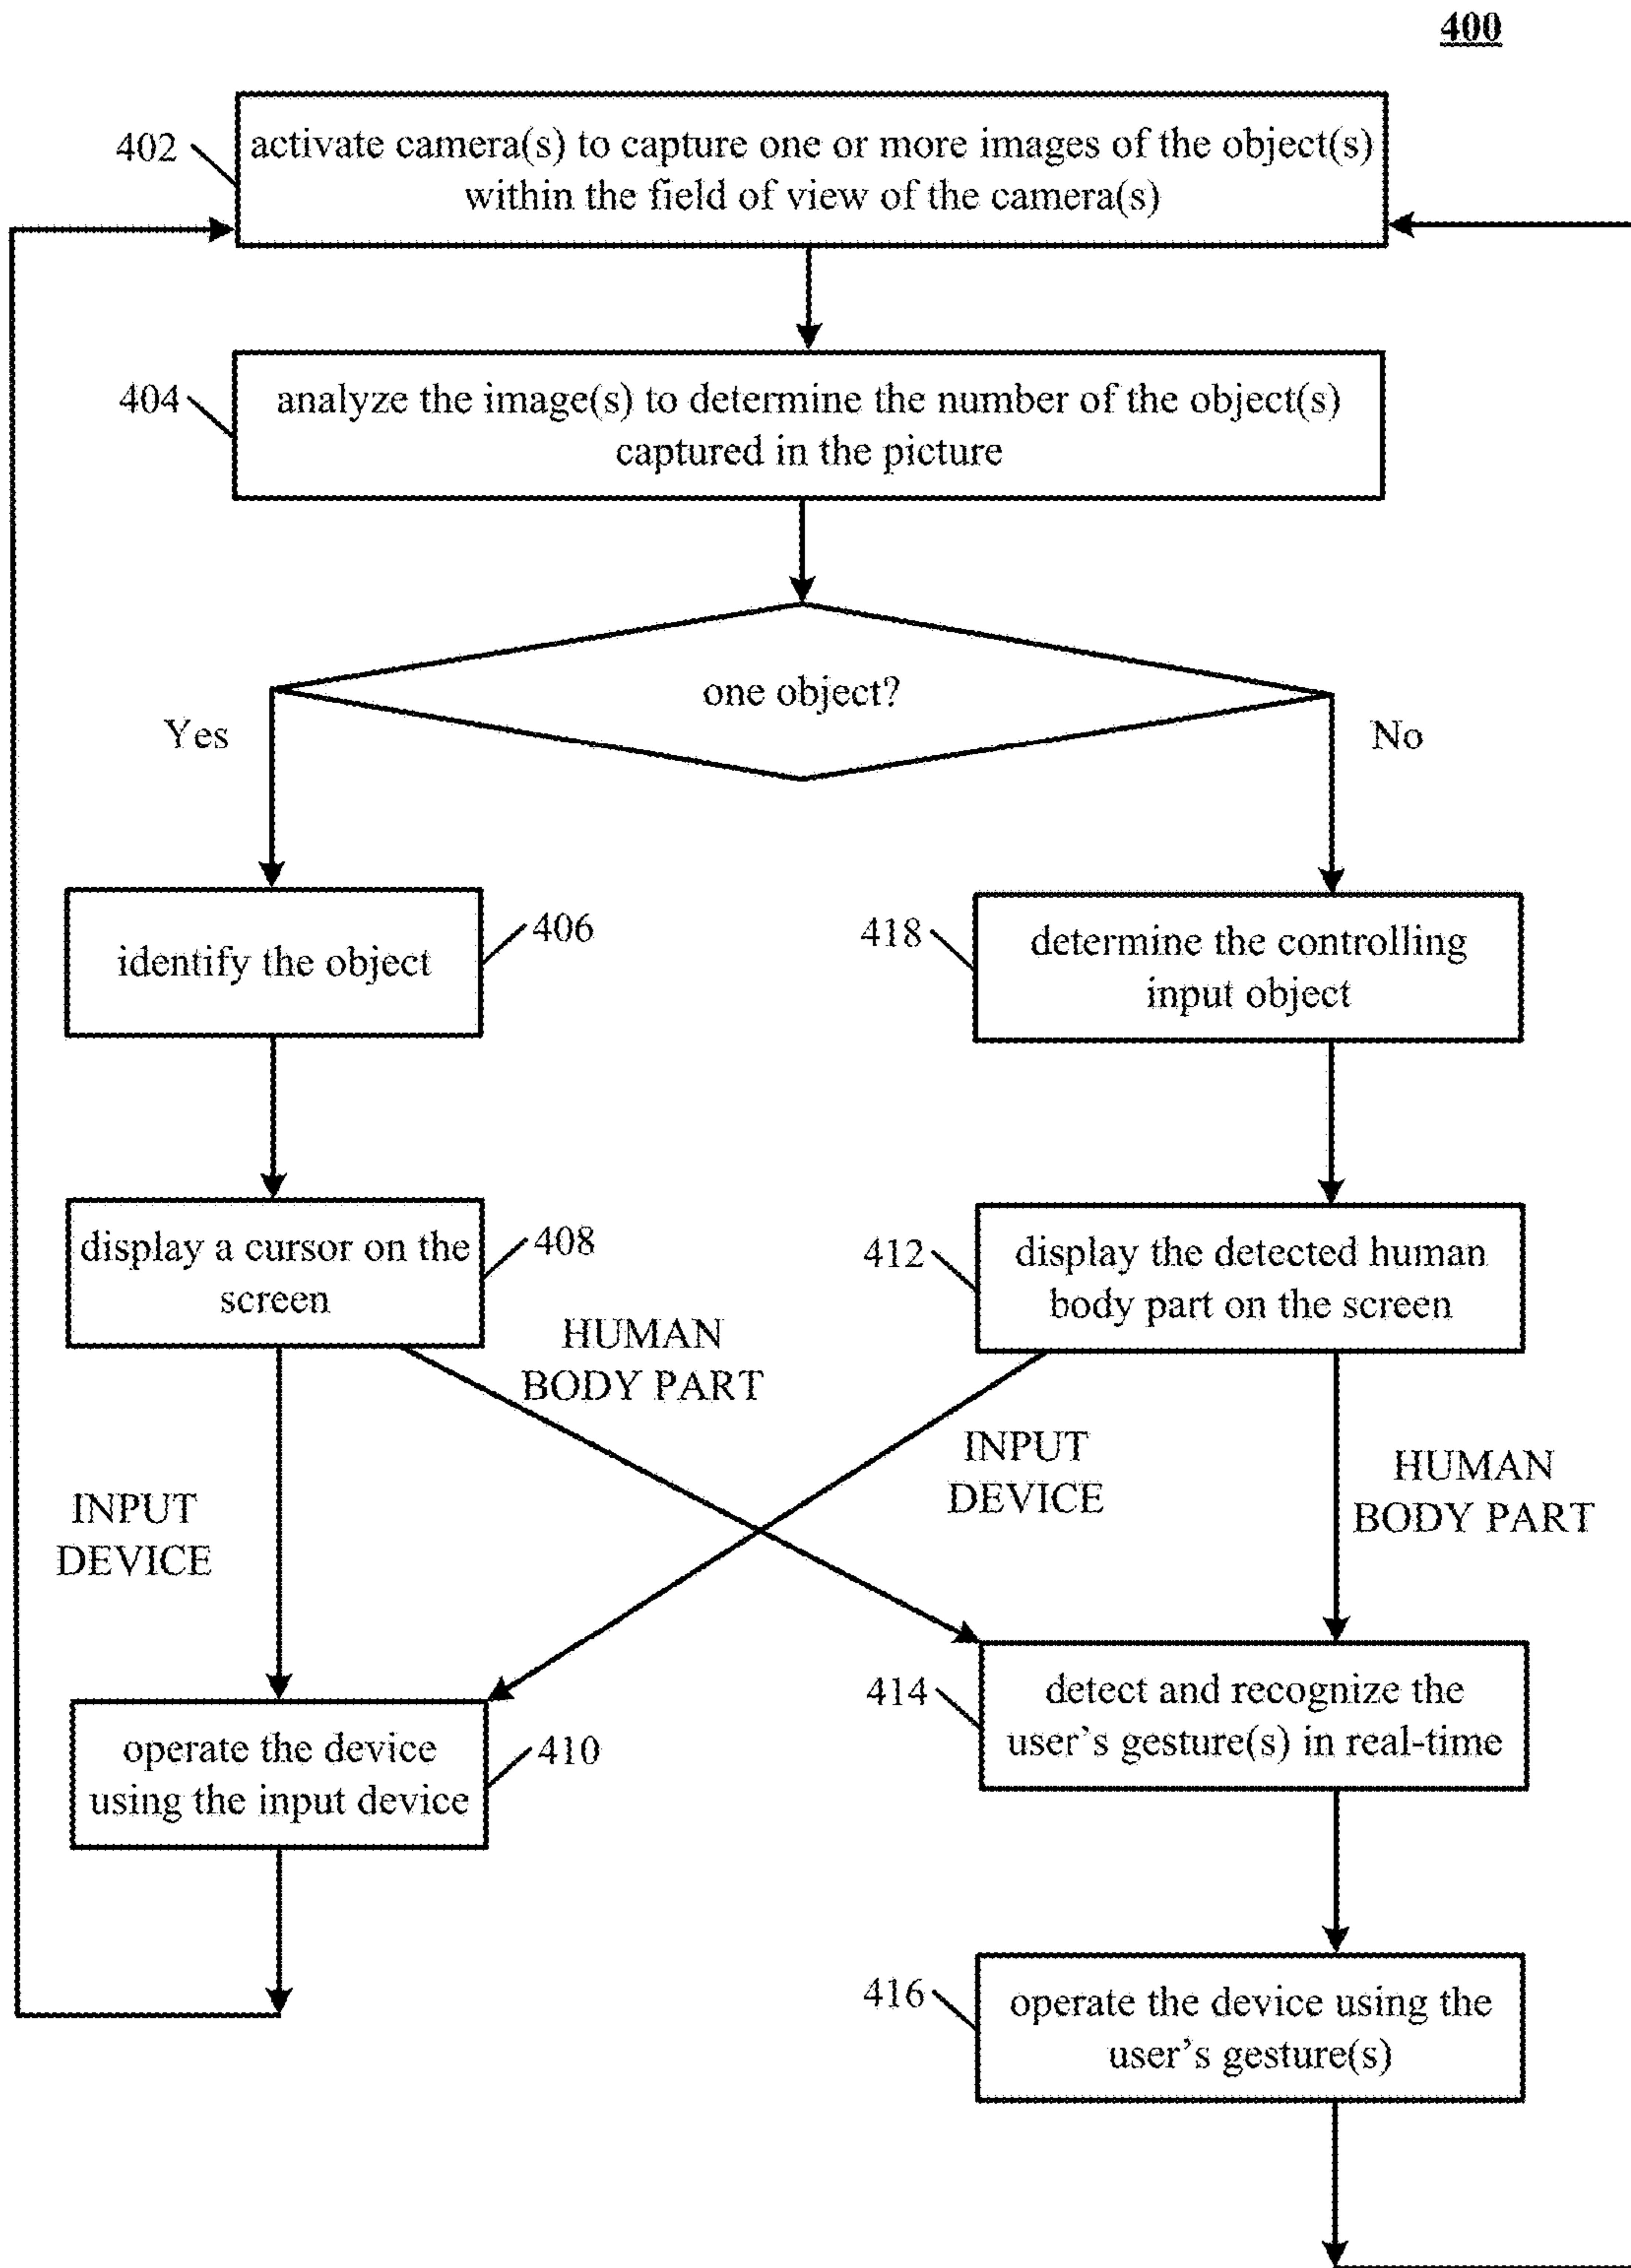 400
402
activate camera(s) to capture one or more images of the object(s)
within the field of view of the camera(s)
404
analyze the image(s) to determine the number of the object(s)
captured in the picture
one object?
Yes
No
identify the object
406
418
determine the controlling
input object
display a cursor on the
screen
408
412
display the detected human
body part on the screen
HUMAN
BODY PART
INPUT
DEVICE
HUMAN
BODY PART
INPUT
DEVICE
414
detect and recognize the
user's gesture(s) in real-time
operate the device
using the input device
410
416
operate the device using the
user's gesture(s)